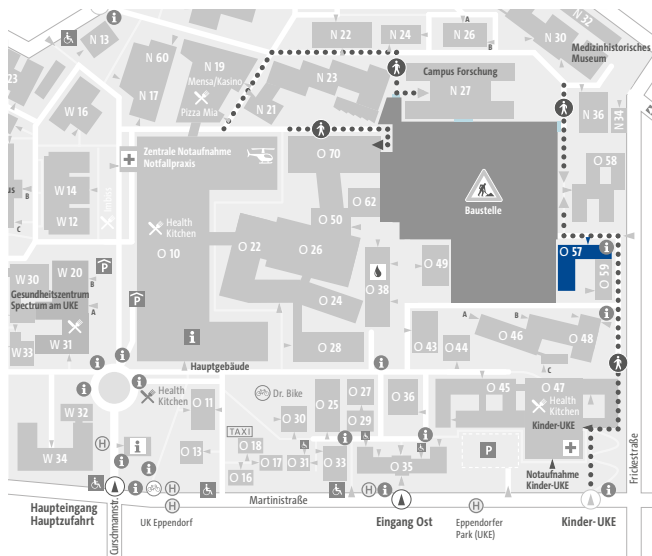 N 13
N 60
N 19
Mensa/Kasino
Pizza Mia
N 17
N 21
N 22
N 23
N 24
N 26
A
B
N 30
N 32
Medizinhistorisches
Museum
Campus Forschung
N 27
N 36
N 34
23
W 16
W 14
W 12
B
C
us
Imbiss
Zentrale Notaufnahme
Notfallpraxis
O 70
O 62
O 50
O 58
Baustelle
Health
Kitchen
O 10
O 22
O 26
O 24
O 28
O 38
O 49
O 57
O 59
W 30
W 20
B
A
Gesundheitszentrum
Spectrum am UKE
W 31
W 33
P
P
i
Hauptgebäude
O 43
O 44
A
B
O 46
O 48
C
Health
Kitchen
O 11
Dr. Bike
O 25
O 27
O 29
O 30
O 36
O 45
O 47
Health
Kitchen
Kinder-UKE
W 32
W 34
H
i
O 13
TAXI
O 18
O 17
O 16
O 31
O 33
O 35
P
Notaufnahme
Kinder-UKE
Frickestraße
Martinistraße
Haupteingang
Hauptzufahrt
Curschmannstr.
H
H
UK Eppendorf
H
Eingang Ost
H
Eppendorfer
Park (UKE)
Kinder-UKE